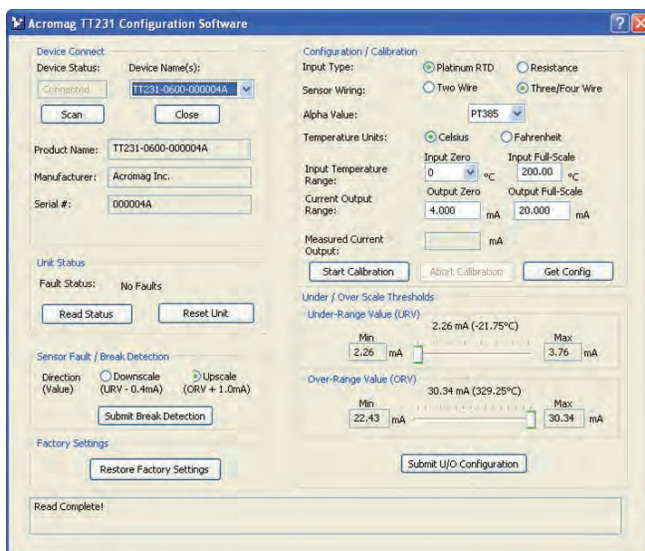 Acromag TT231 Configuration Software
Device Connect
Device Status: Device Name(s):
Connected TT231-0600-000004A
Scan Close
Product Name: TT231-0600-000004A
Manufacturer: Acromag Inc.
Serial #: 000004A
Unit Status
Fault Status: No Faults
Read Status Reset Unit
Sensor Fault / Break Detection
Direction Downscale Upscale
(Value) (URV - 0.4mA) (ORV + 1.0mA)
Submit Break Detection
Factory Settings
Restore Factory Settings
Configuration / Calibration
Input Type: Platinum RTD Resistance
Sensor Wiring: Two Wire Three/Four Wire
Alpha Value: PT385
Temperature Units: Celsius Fahrenheit
Input Zero Input Full-Scale
Input Temperature Range: 0 °C 200.00 °C
Output Zero Output Full-Scale
Current Output Range: 4.000 mA 20.000 mA
Measured Current Output: mA
Start Calibration Abort Calibration Get Config
Under / Over Scale Thresholds
Under-Range Value (URV)
2.26 mA (-21.75°C)
Min Max
2.26 mA 3.76 mA
Over-Range Value (ORV)
30.34 mA (329.25°C)
Min Max
22.43 mA 30.34 mA
Submit U/O Configuration
Read Complete!